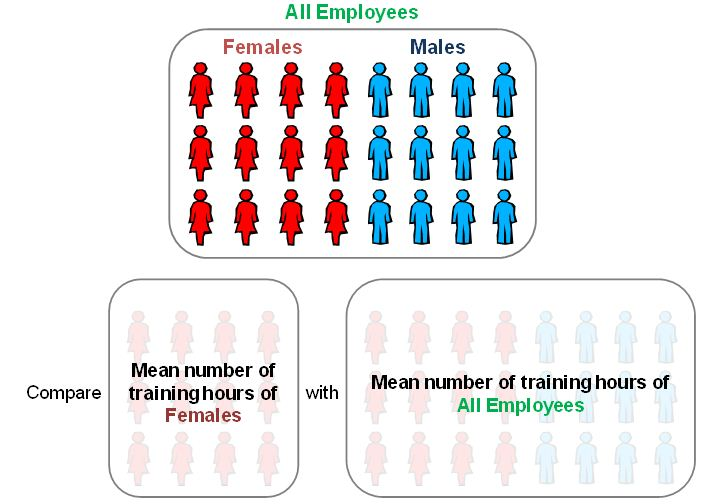 All Employees
Females Males
Compare
Mean number of
training hours of
Females
with
Mean number of training hours of
All Employees